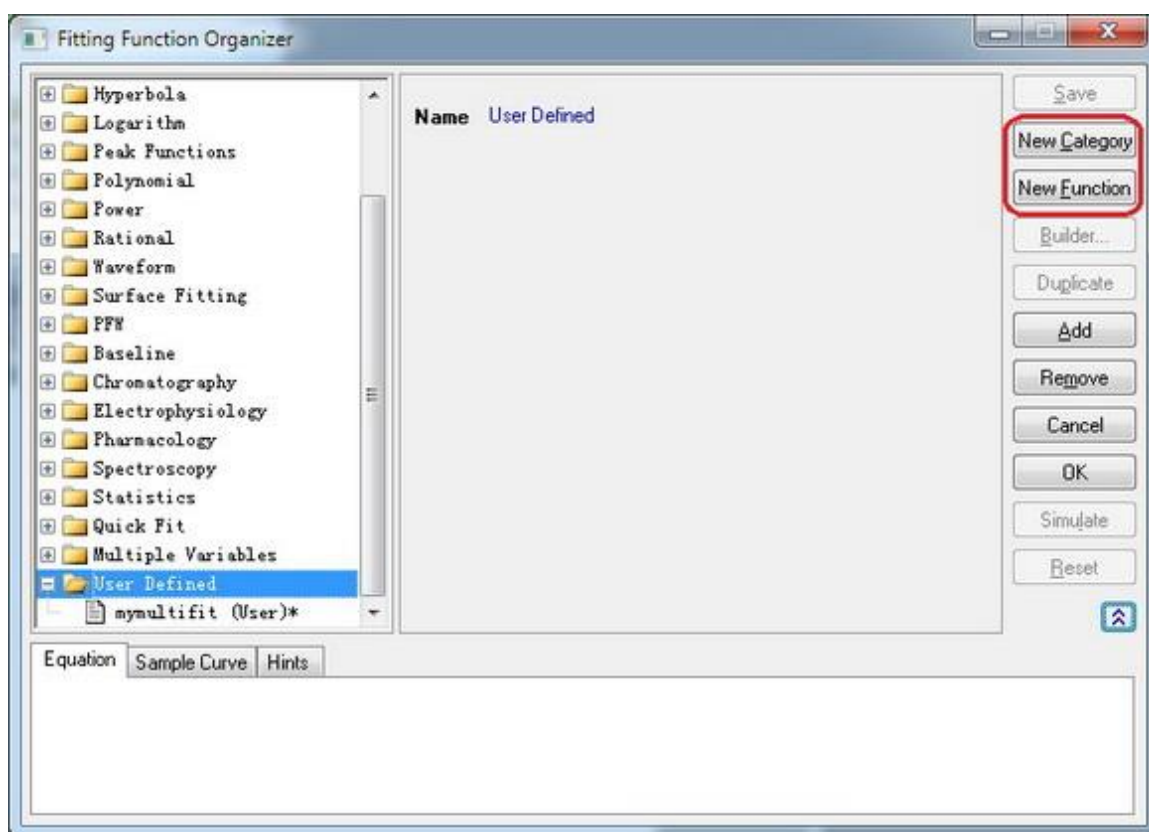 Fitting Function Organizer
Hyperbola
Logarithm
Peak Functions
Polynomial
Power
Rational
Waveform
Surface Fitting
PFW
Baseline
Chromatography
Electrophysiology
Pharmacology
Spectroscopy
Statistics
Quick Fit
Multiple Variables
User Defined
mymultifit (User)*
Name User Defined
Save
New Category
New Function
Builder...
Duplicate
Add
Remove
Cancel
OK
Simulate
Reset
Equation Sample Curve Hints